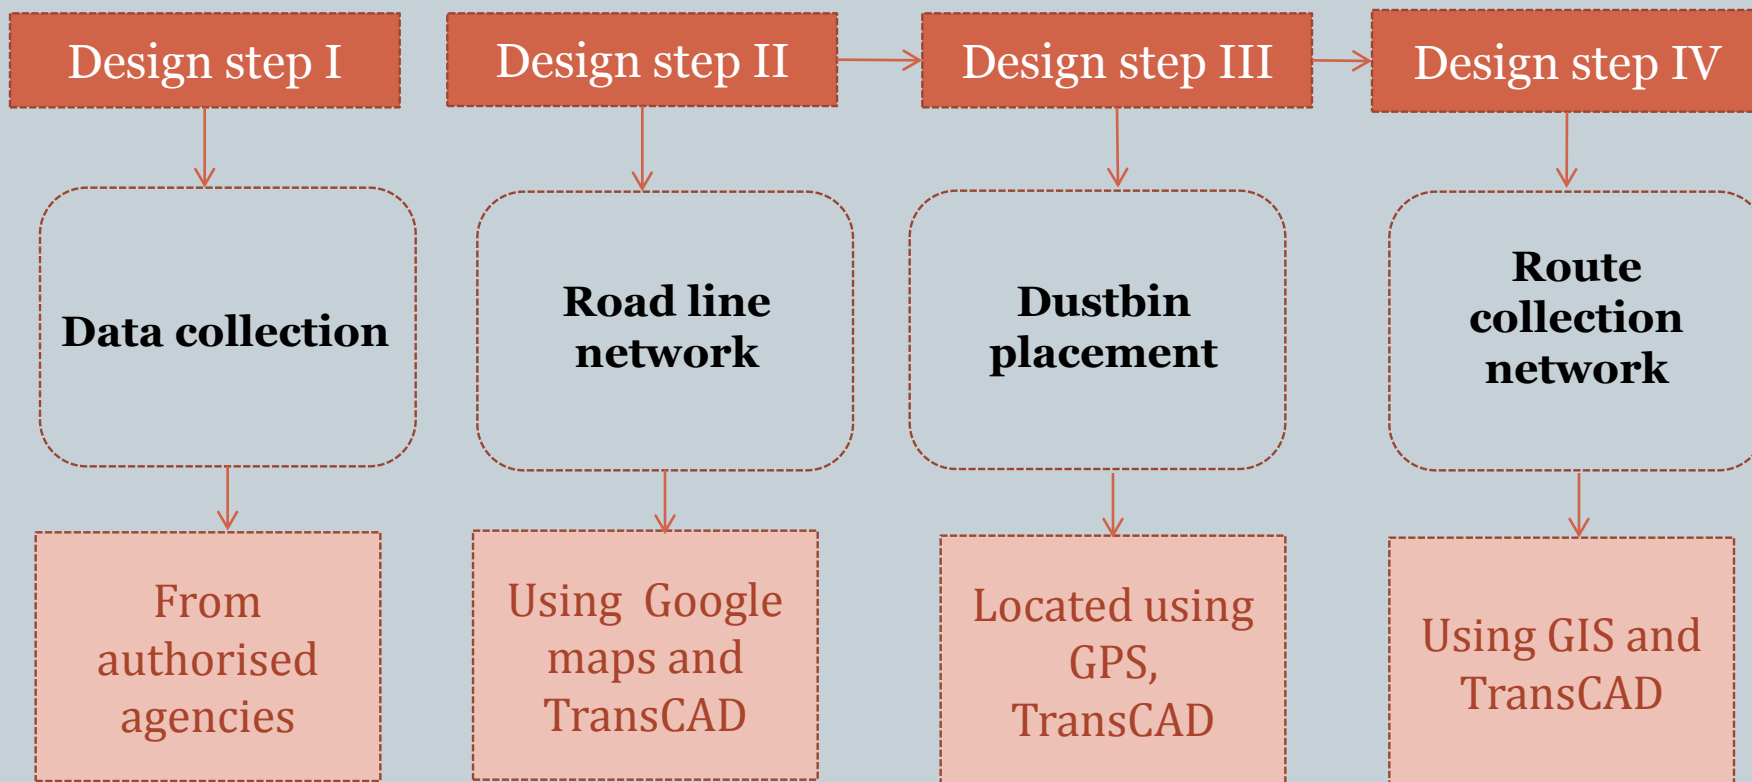 Design step I
Design step II
Design step III
Design step IV
Data collection
Road line
network
Dustbin
placement
Route
collection
network
From
authorised
agencies
Using Google
maps and
TransCAD
Located using
GPS,
TransCAD
Using GIS and
TransCAD